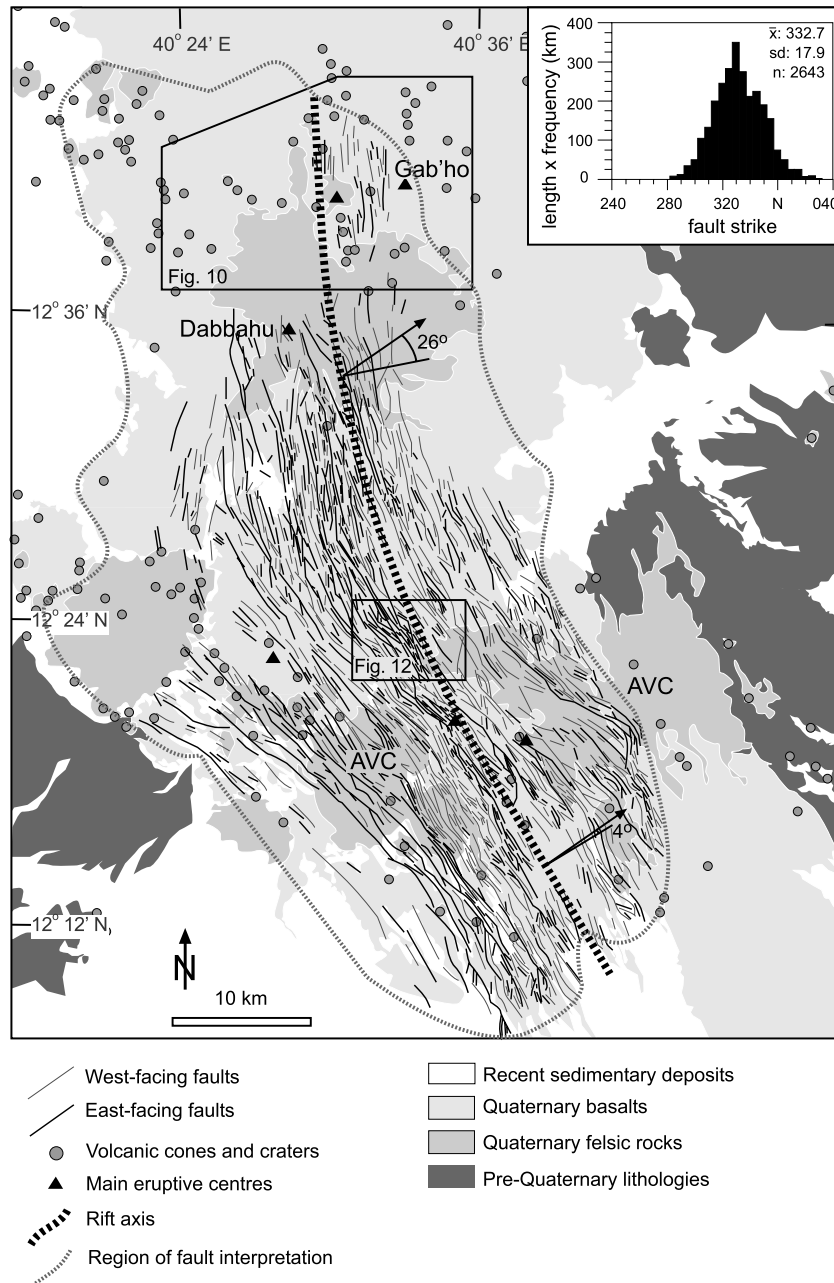 40° 24' E
40° 36' E
400
300
200
100
0
length x frequency (km)
x̄: 332.7
sd: 17.9
n: 2643
240
280
320
N
040
fault strike
Gab'ho
Fig. 10
12° 36' N
Dabbahu
26°
12° 24' N
Fig. 12
AVC
AVC
4°
12° 12' N
N
10 km
West-facing faults
East-facing faults
Volcanic cones and craters
Main eruptive centres
Rift axis
Region of fault interpretation
Recent sedimentary deposits
Quaternary basalts
Quaternary felsic rocks
Pre-Quaternary lithologies